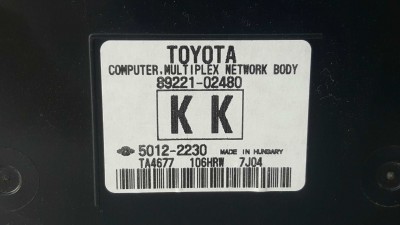 TOYOTA
COMPUTER,MULTIPLEX NETWORK BODY
89221-02480
K K
5012-2230 MADE IN HUNGARY
TA4677 106HRW 7J04